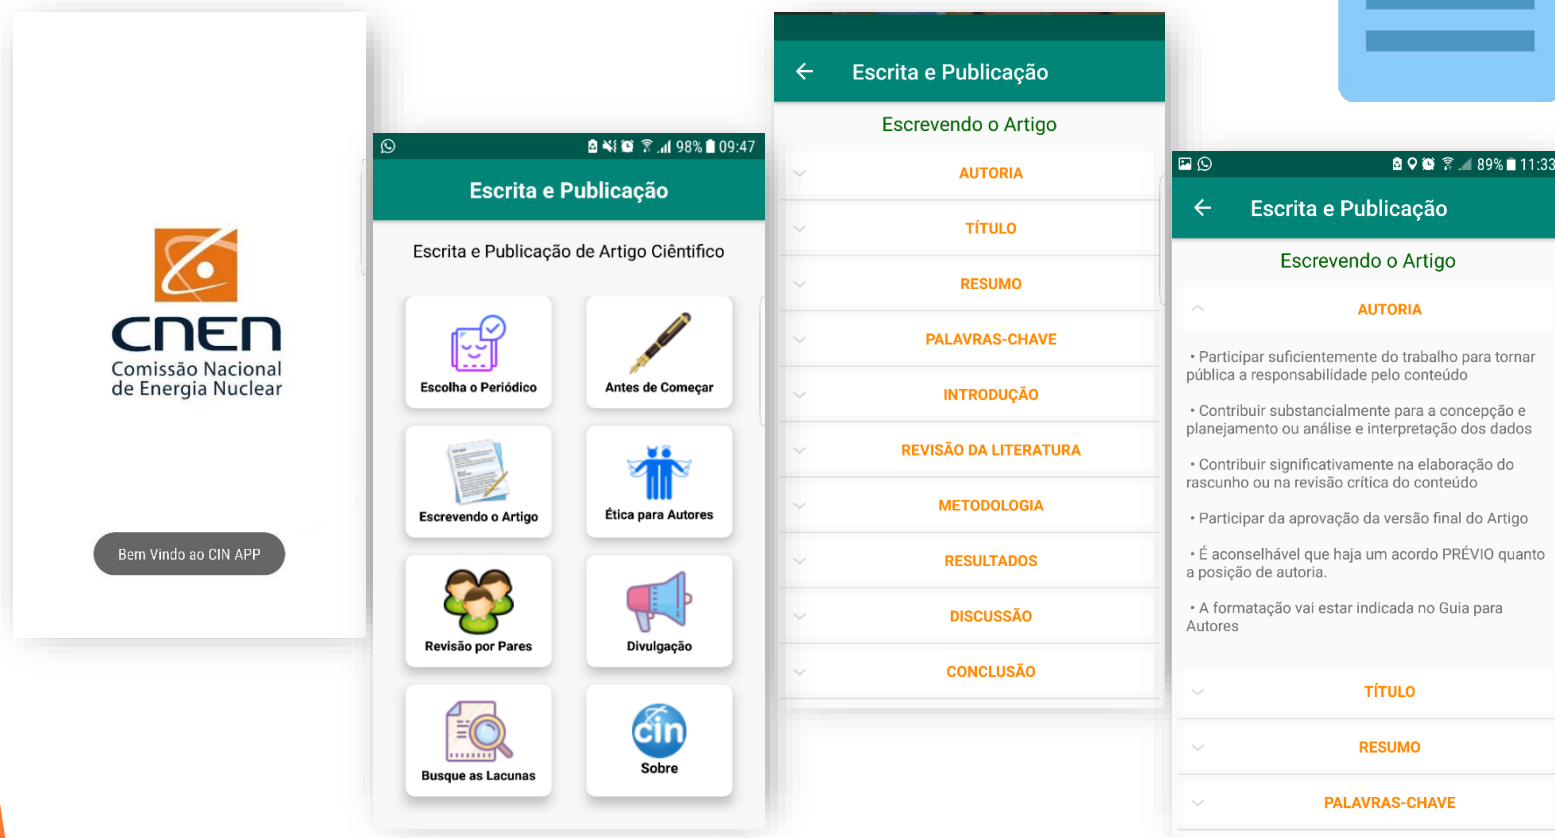 CNEN
Comissão Nacional
de Energia Nuclear
Bem Vindo ao CIN APP
98% 09:47
Escrita e Publicação
Escrita e Publicação de Artigo Ciêntifico
Escolha o Periódico
Antes de Começar
Escrevendo o Artigo
Ética para Autores
Revisão por Pares
Divulgação
Busque as Lacunas
cin
Sobre
Escrita e Publicação
Escrevendo o Artigo
AUTORIA
TÍTULO
RESUMO
PALAVRAS-CHAVE
INTRODUÇÃO
REVISÃO DA LITERATURA
METODOLOGIA
RESULTADOS
DISCUSSÃO
CONCLUSÃO
89% 11:33
Escrita e Publicação
Escrevendo o Artigo
AUTORIA
• Participar suficientemente do trabalho para tornar
pública a responsabilidade pelo conteúdo
• Contribuir substancialmente para a concepção e
planejamento ou análise e interpretação dos dados
• Contribuir significativamente na elaboração do
rascunho ou na revisão crítica do conteúdo
• Participar da aprovação da versão final do Artigo
• É aconselhável que haja um acordo PRÉVIO quanto
a posição de autoria.
• A formatação vai estar indicada no Guia para
Autores
TÍTULO
RESUMO
PALAVRAS-CHAVE